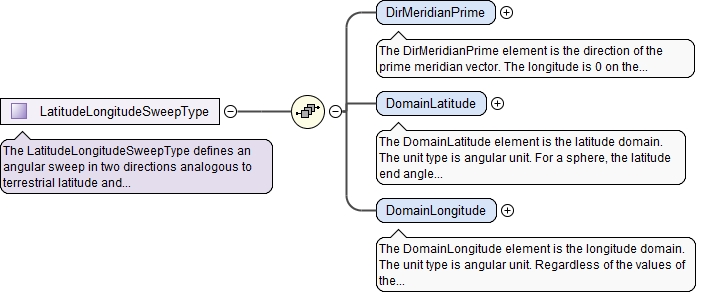 DirMeridianPrime
The DirMeridianPrime element is the direction of the
prime meridian vector. The longitude is 0 on the...
LatitudeLongitudeSweepType
The LatitudeLongitudeSweepType defines an
angular sweep in two directions analogous to
terrestrial latitude and...
DomainLatitude
The DomainLatitude element is the latitude domain.
The unit type is angular unit. For a sphere, the latitude
end angle...
DomainLongitude
The DomainLongitude element is the longitude domain.
The unit type is angular unit. Regardless of the values of
the...